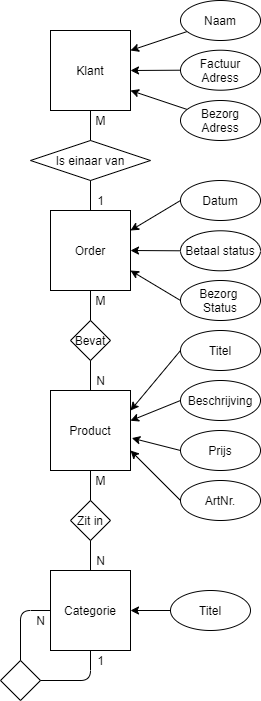 Naam
Klant
Factuur
Adress
Bezorg
Adress
M
Is einaar van
1
Datum
Order
Betaal status
Bezorg
Status
M
Bevat
N
Titel
Beschrijving
Product
Prijs
ArtNr.
M
Zit in
N
Categorie
Titel
N
1